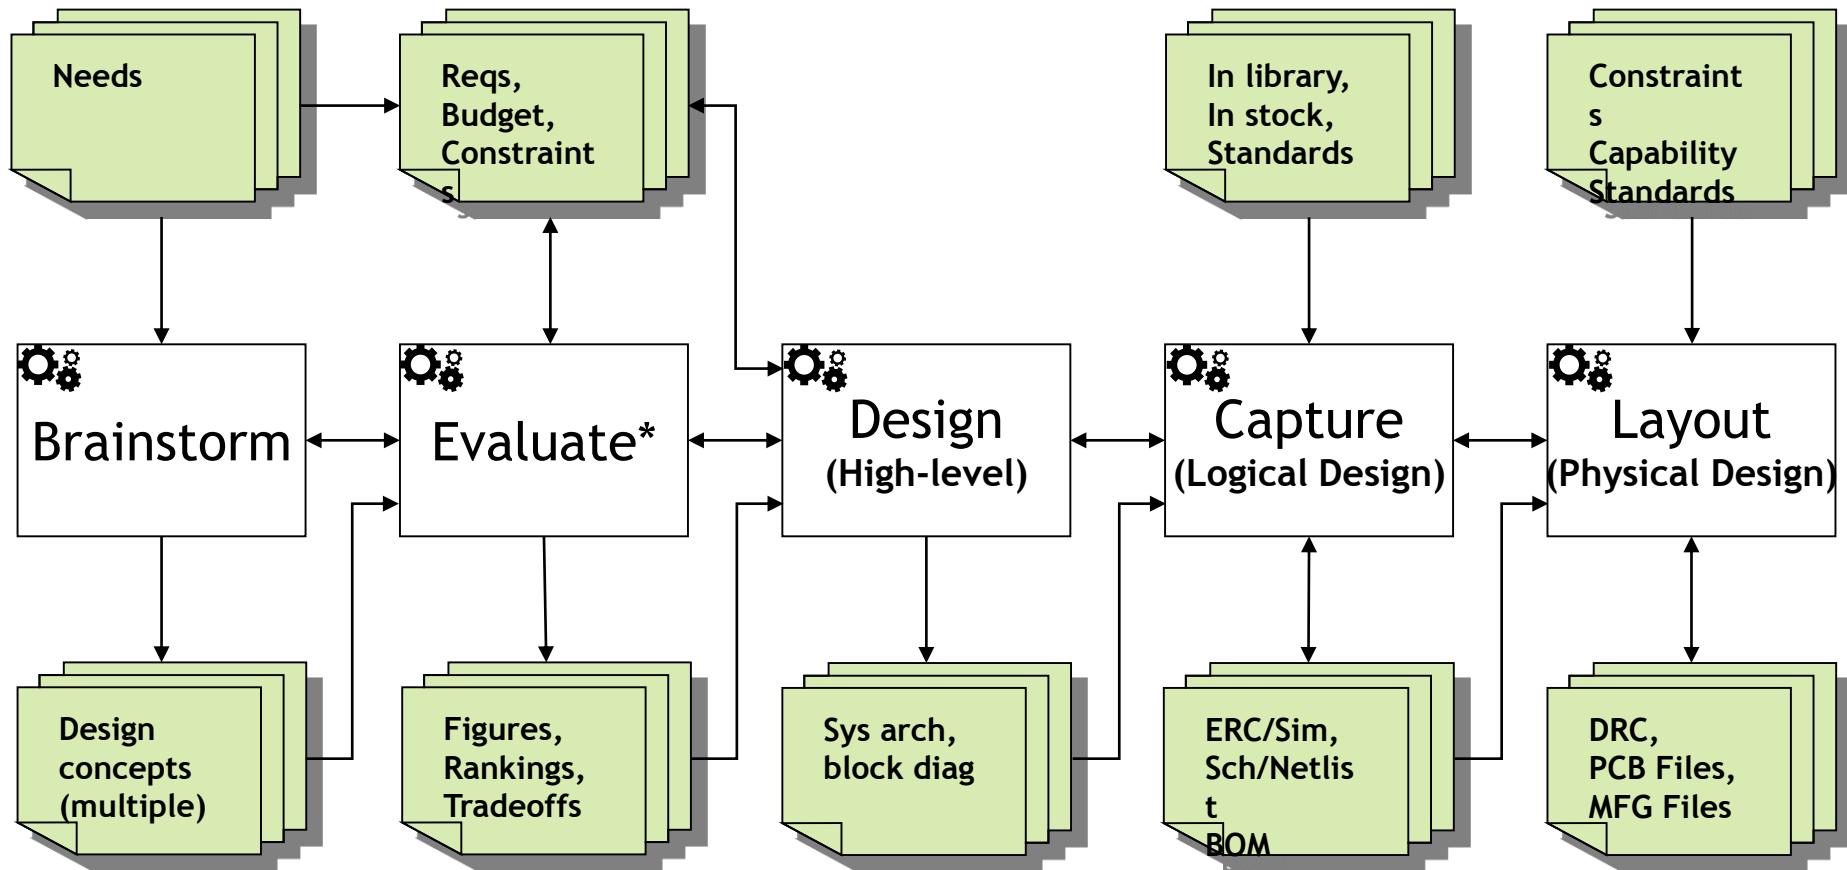 Needs
Reqs,
Budget,
Constraint
s
In library,
In stock,
Standards
Constraint
s
Capability
Standards
Brainstorm
Evaluate*
Design
(High-level)
Capture
(Logical Design)
Layout
(Physical Design)
Design
concepts
(multiple)
Figures,
Rankings,
Tradeoffs
Sys arch,
block diag
ERC/Sim,
Sch/Netlis
t
BOM
DRC,
PCB Files,
MFG Files